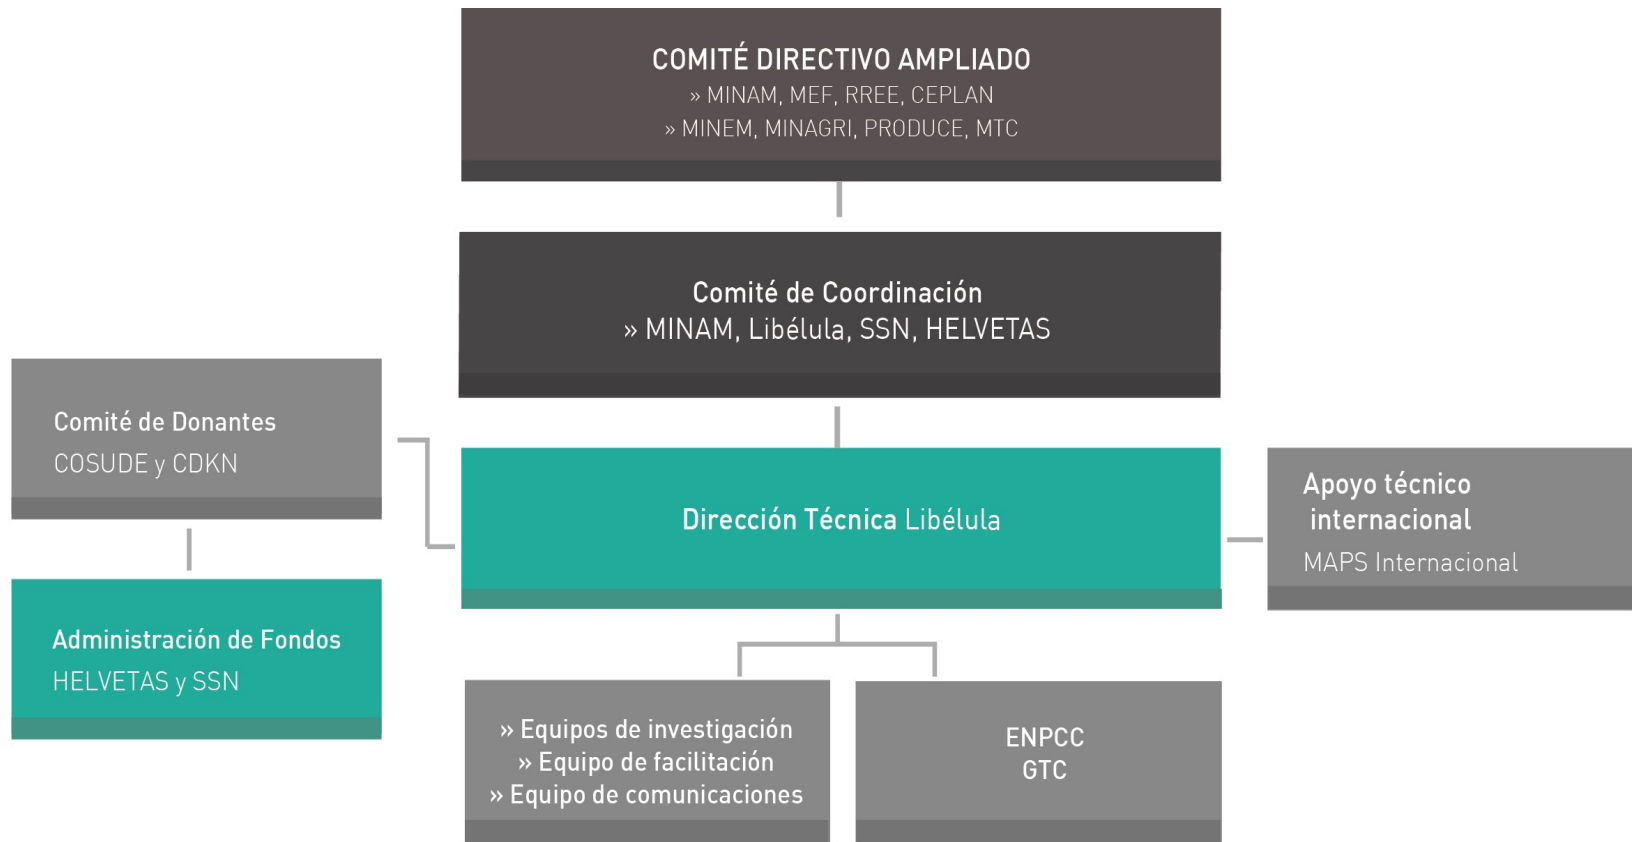 COMITÉ DIRECTIVO AMPLIADO
» MINAM, MEF, RREE, CEPLAN
» MINEM, MINAGRI, PRODUCE, MTC
Comité de Coordinación
» MINAM, Libélula, SSN, HELVETAS
Comité de Donantes
COSUDE y CDKN
Dirección Técnica Libélula
Apoyo técnico
internacional
MAPS Internacional
Administración de Fondos
HELVETAS y SSN
» Equipos de investigación
» Equipo de facilitación
» Equipo de comunicaciones
ENPCC
GTC